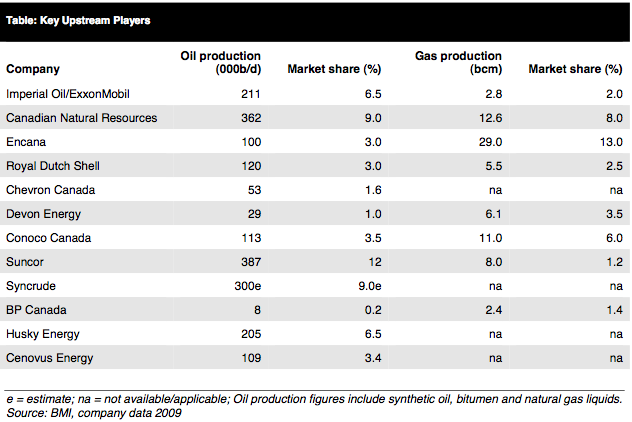 Table: Key Upstream Players
Company Oil production (000b/d) Market share (%) Gas production (bcm) Market share (%)
Imperial Oil/ExxonMobil 211 6.5 2.8 2.0
Canadian Natural Resources 362 9.0 12.6 8.0
Encana 100 3.0 29.0 13.0
Royal Dutch Shell 120 3.0 5.5 2.5
Chevron Canada 53 1.6 na na
Devon Energy 29 1.0 6.1 3.5
Conoco Canada 113 3.5 11.0 6.0
Suncor 387 12 8.0 1.2
Syncrude 300e 9.0e na na
BP Canada 8 0.2 2.4 1.4
Husky Energy 205 6.5 na na
Cenovus Energy 109 3.4 na na
e = estimate; na = not available/applicable; Oil production figures include synthetic oil, bitumen and natural gas liquids.
Source: BMI, company data 2009